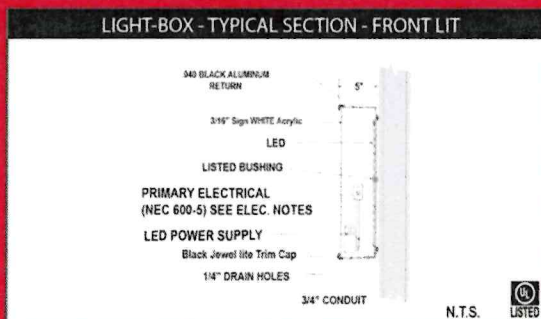 LIGHT-BOX - TYPICAL SECTION - FRONT LIT
.040 BLACK ALUMINUM
RETURN
5"
3/16" Sign WHITE Acrylic
LED
LISTED BUSHING
PRIMARY ELECTRICAL
(NEC 600-5) SEE ELEC. NOTES
LED POWER SUPPLY
Black Jewel lite Trim Cap
1/4" DRAIN HOLES
3/4" CONDUIT
N.T.S.
UL
LISTED